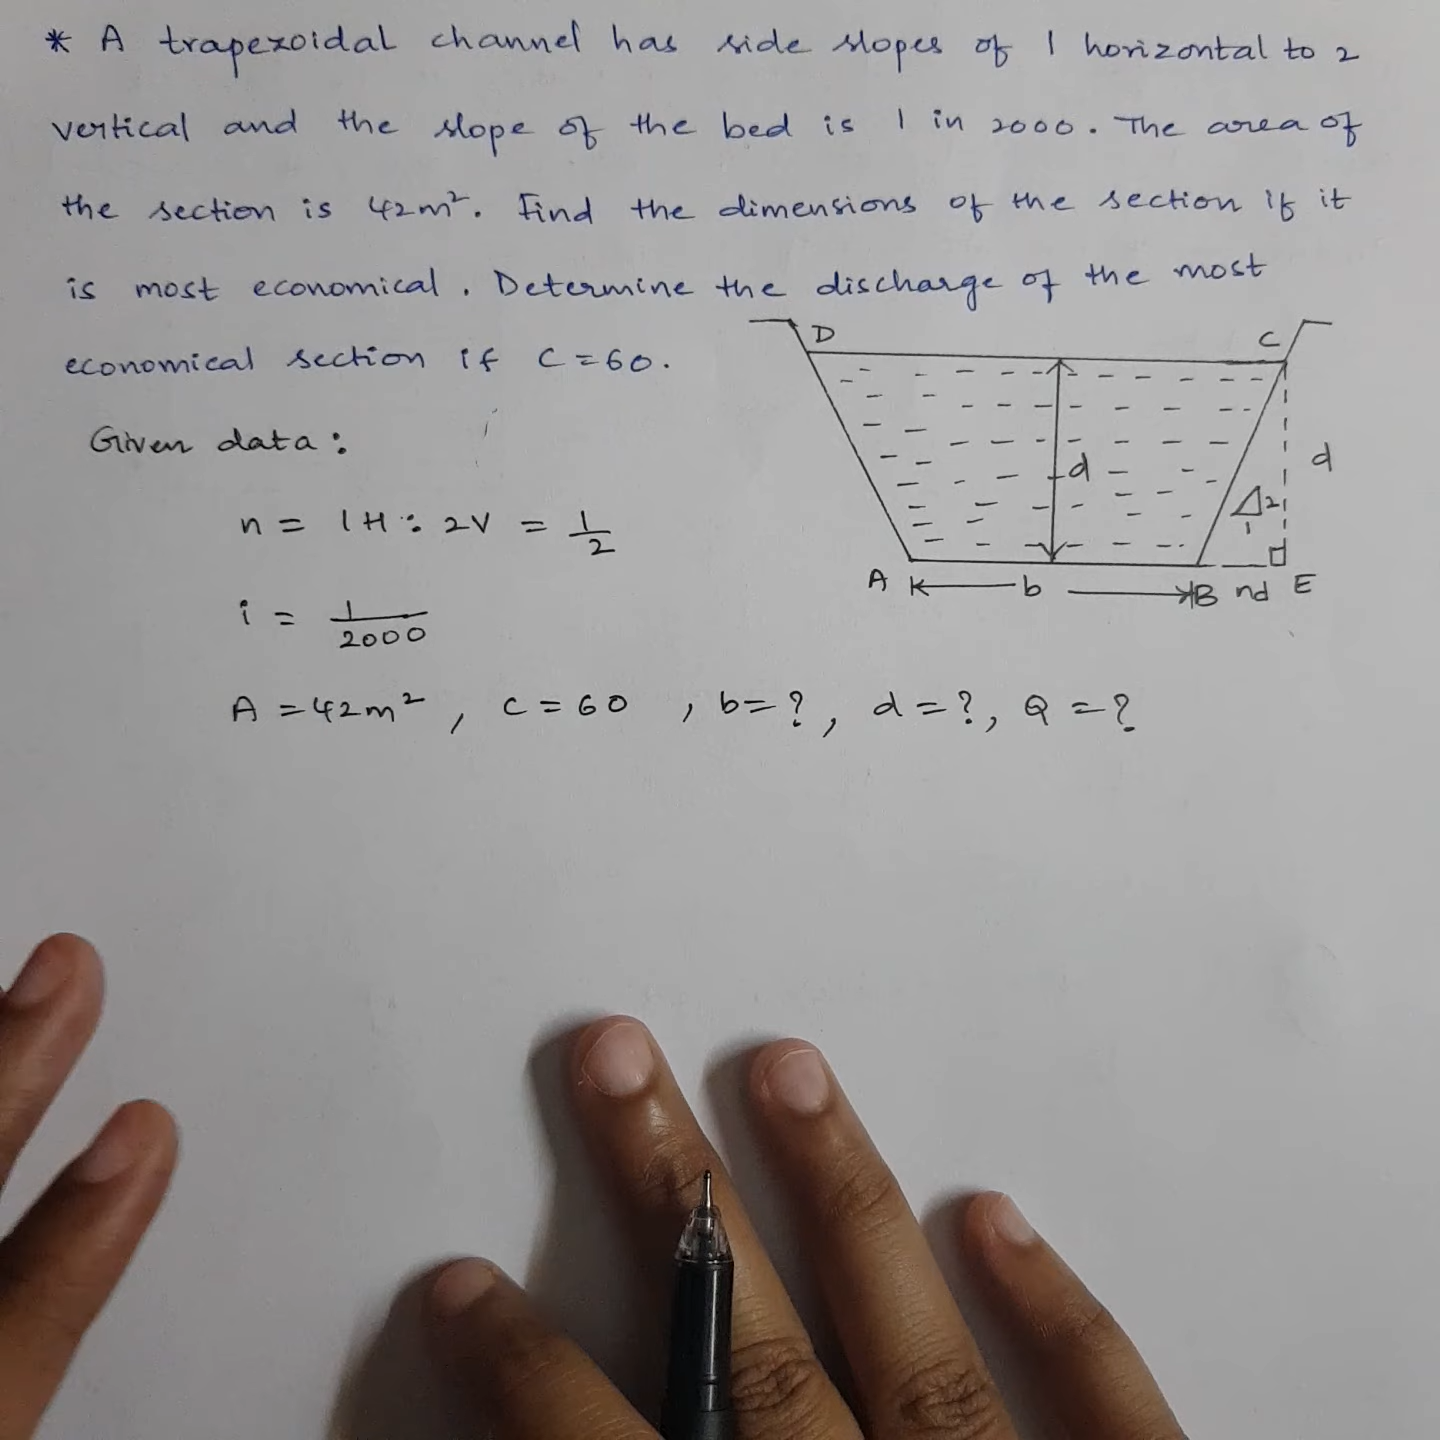 * A trapezoidal channel has side slopes of 1 horizontal to 2
vertical and the slope of the bed is 1 in 2000. The area of
the section is 42m². Find the dimensions of the section if it
is most economical. Determine the discharge of the most
economical section if C = 60.
D
C
d
d
2
1
A
b
B
nd
E
Given data:
n = 1H : 2V = 1/2
i = 1/2000
A = 42m², C = 60, b = ?, d = ?, Q = ?